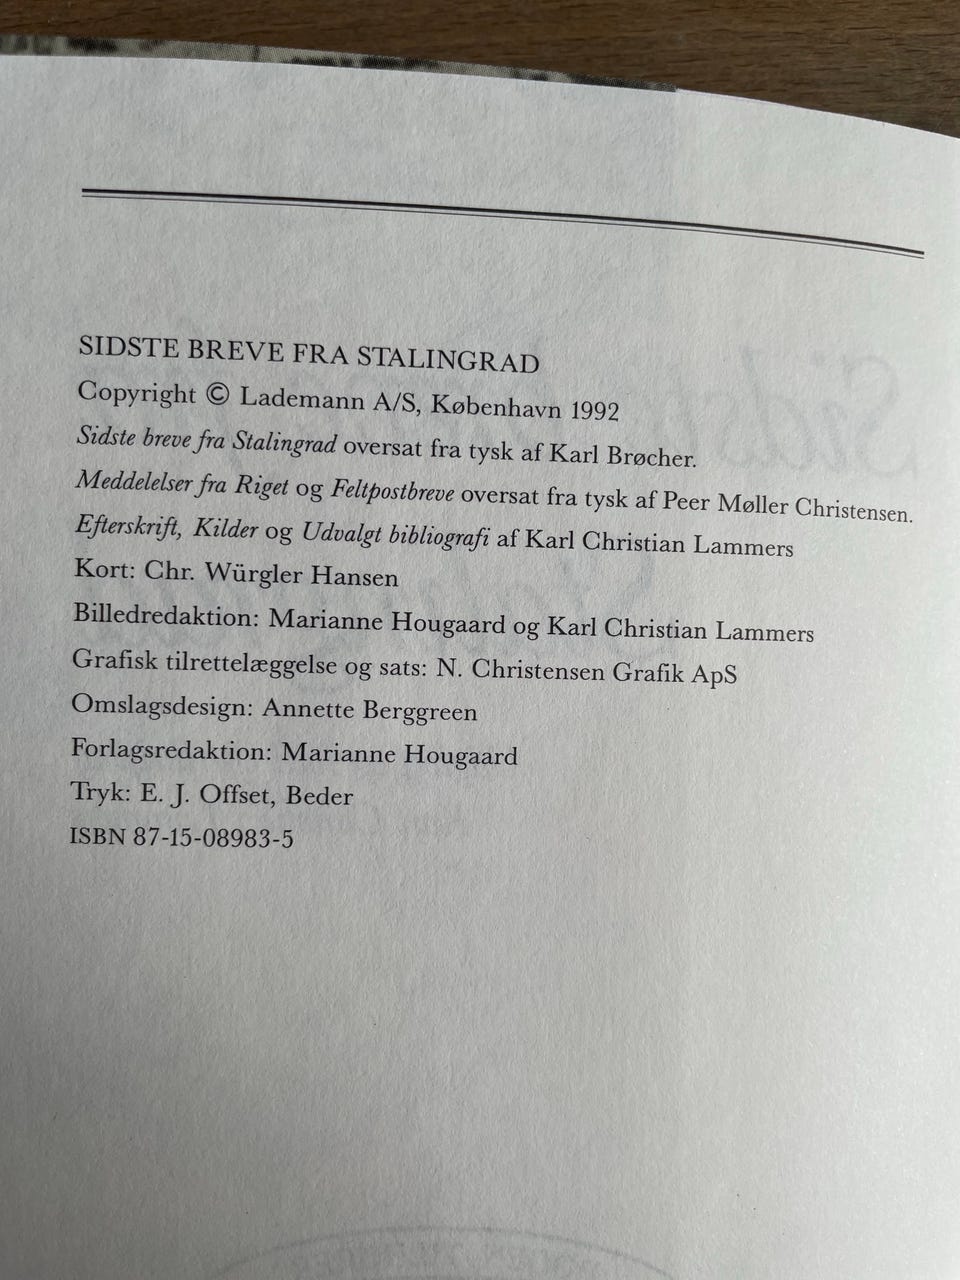 SIDSTE BREVE FRA STALINGRAD
Copyright © Lademann A/S, København 1992
Sidste breve fra Stalingrad oversat fra tysk af Karl Brøcher.
Meddelelser fra Riget og Feltpostbreve oversat fra tysk af Peer Møller Christensen.
Efterskrift, Kilder og Udvalgt bibliografi af Karl Christian Lammers
Kort: Chr. Würgler Hansen
Billedredaktion: Marianne Hougaard og Karl Christian Lammers
Grafisk tilrettelæggelse og sats: N. Christensen Grafik ApS
Omslagsdesign: Annette Berggreen
Forlagsredaktion: Marianne Hougaard
Tryk: E. J. Offset, Beder
ISBN 87-15-08983-5